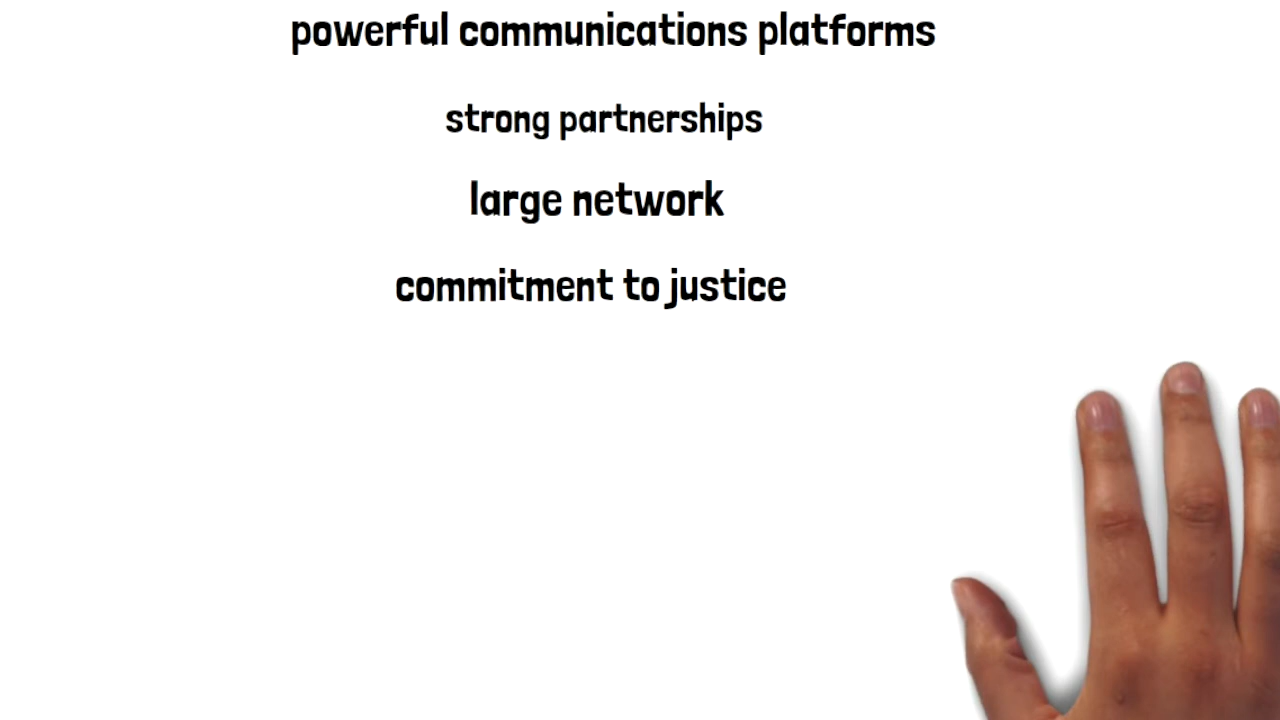 powerful communications platforms
strong partnerships
large network
commitment to justice